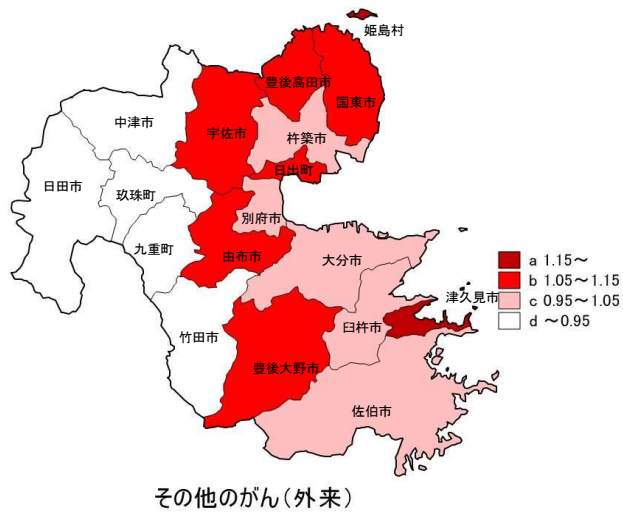 姫島村
豊後高田市
国東市
中津市
宇佐市
杵築市
日出町
日田市
玖珠町
別府市
九重町
由布市
大分市
a 1.15～
b 1.05～1.15
c 0.95～1.05
d ～0.95
津久見市
臼杵市
竹田市
豊後大野市
佐伯市
その他のがん（外来）